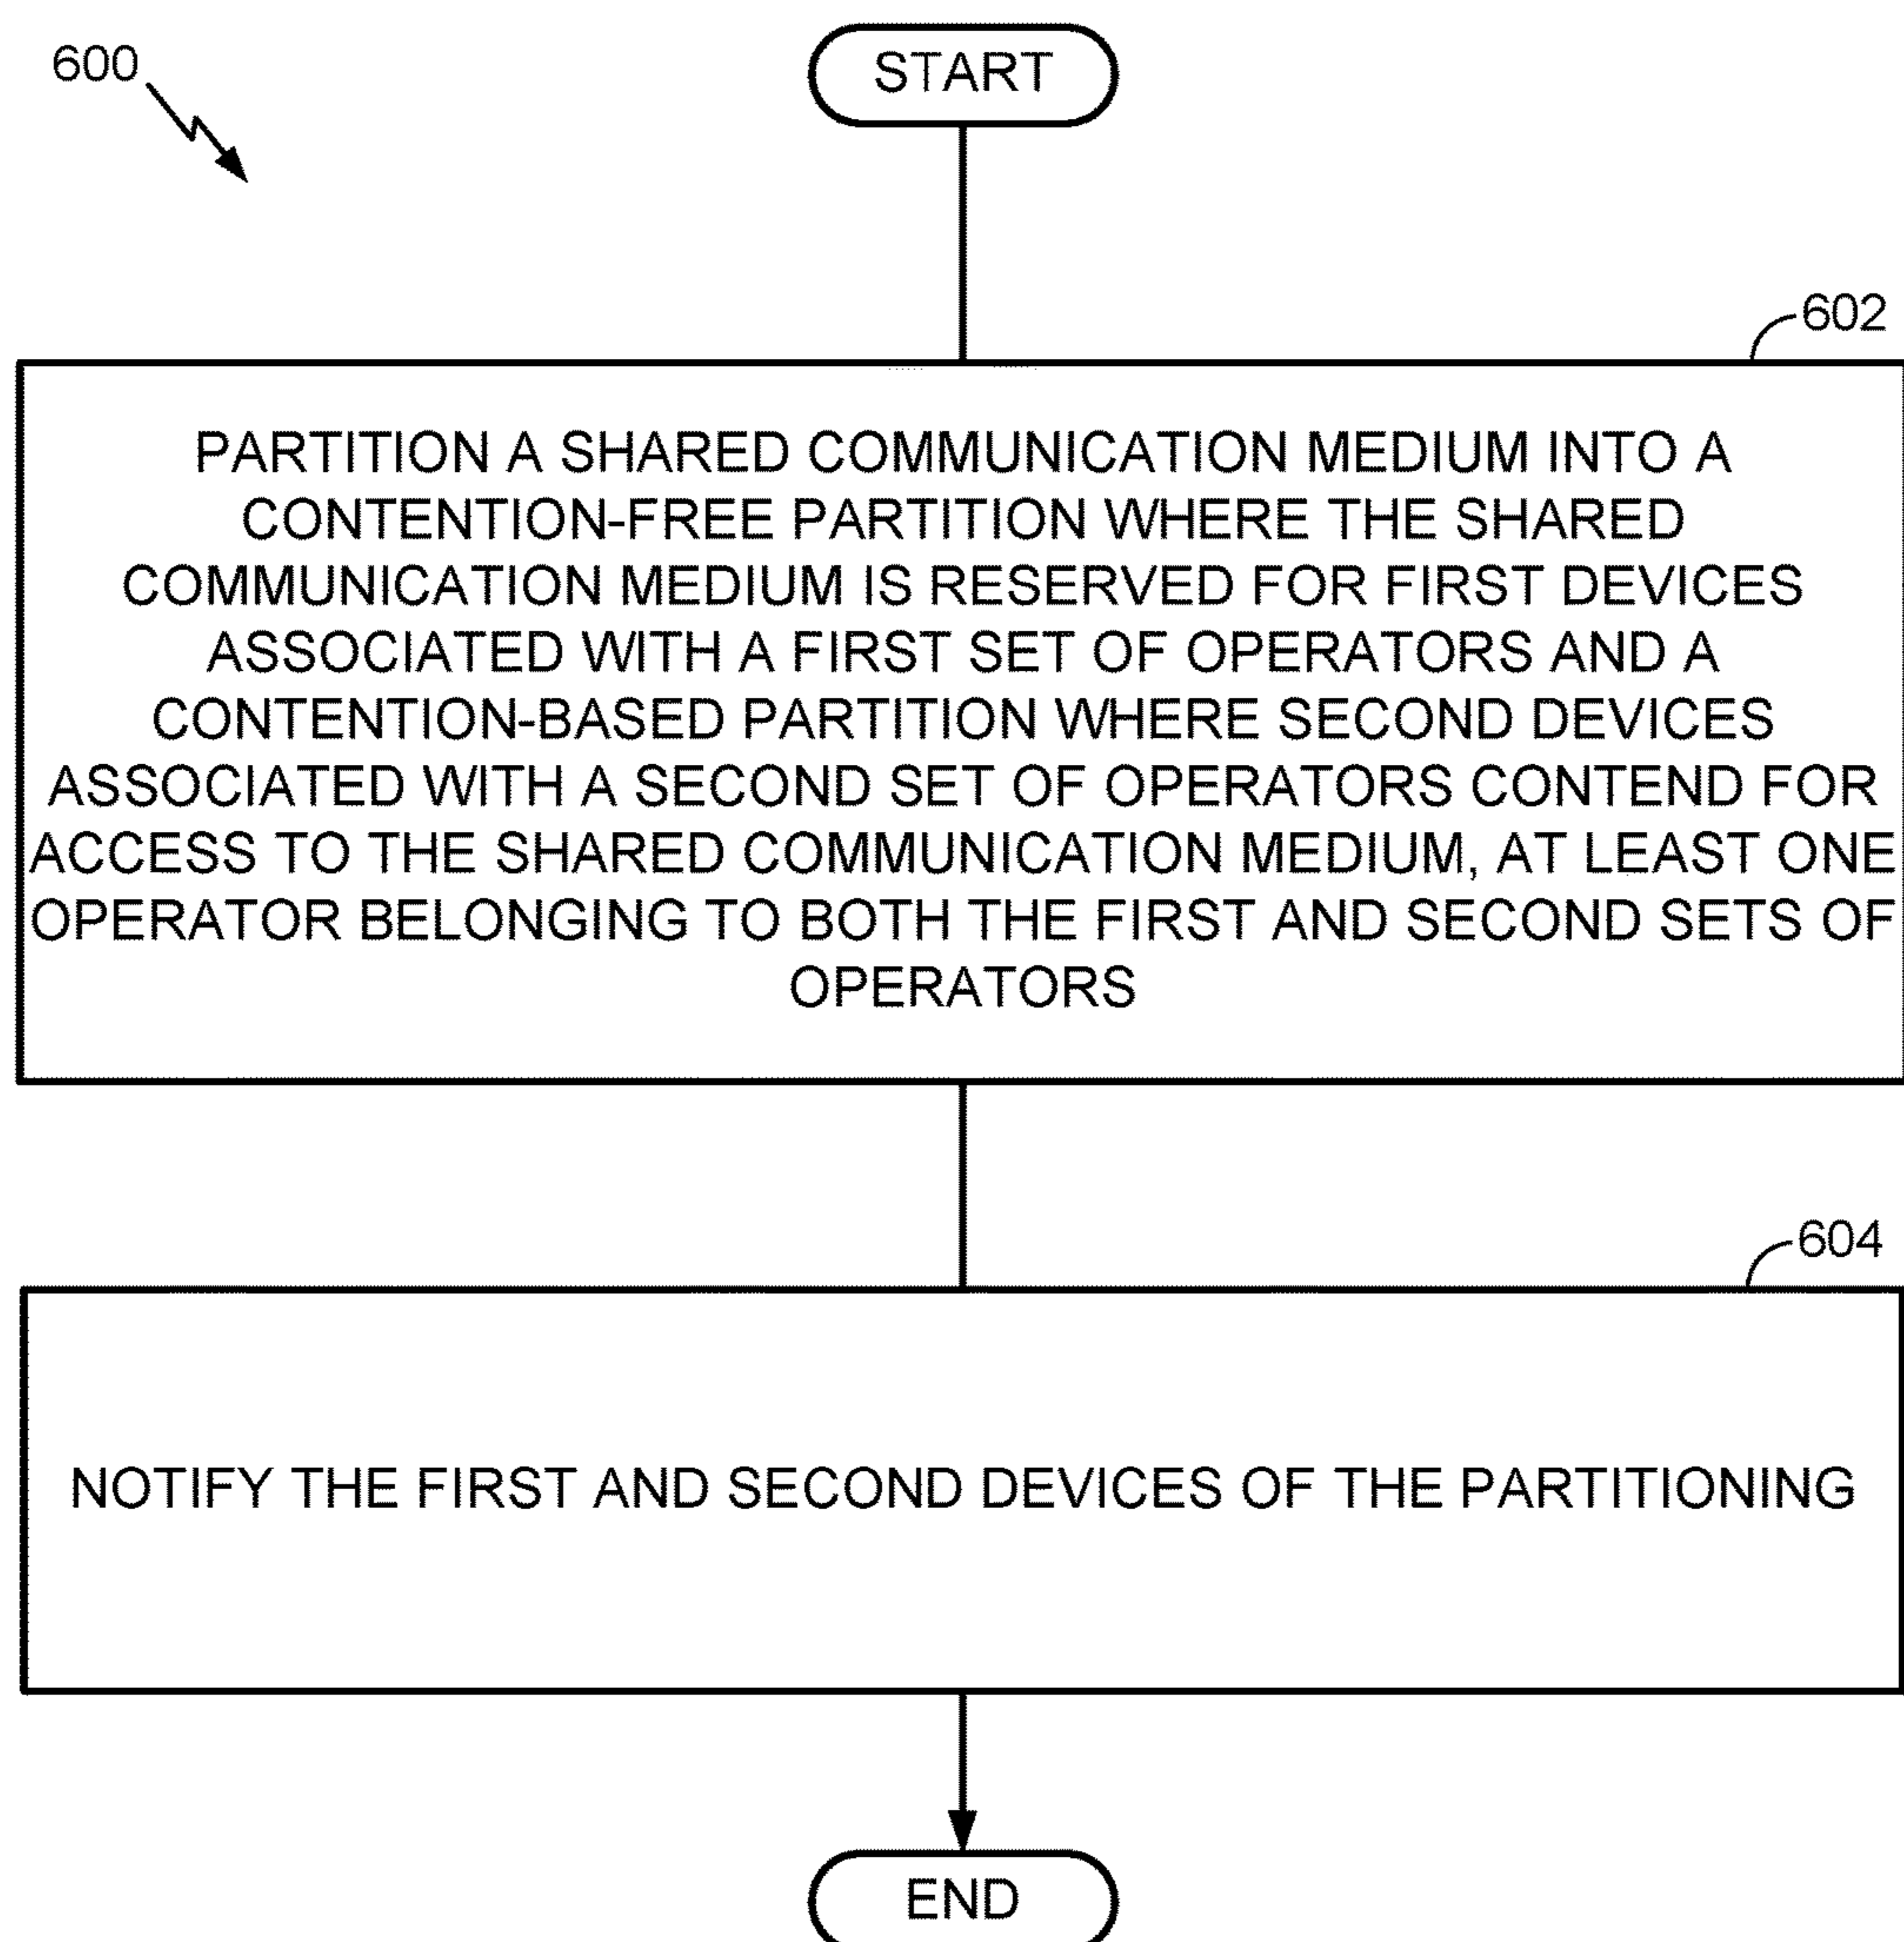 600
START
602
PARTITION A SHARED COMMUNICATION MEDIUM INTO A
CONTENTION-FREE PARTITION WHERE THE SHARED
COMMUNICATION MEDIUM IS RESERVED FOR FIRST DEVICES
ASSOCIATED WITH A FIRST SET OF OPERATORS AND A
CONTENTION-BASED PARTITION WHERE SECOND DEVICES
ASSOCIATED WITH A SECOND SET OF OPERATORS CONTEND FOR
ACCESS TO THE SHARED COMMUNICATION MEDIUM, AT LEAST ONE
OPERATOR BELONGING TO BOTH THE FIRST AND SECOND SETS OF
OPERATORS
604
NOTIFY THE FIRST AND SECOND DEVICES OF THE PARTITIONING
END